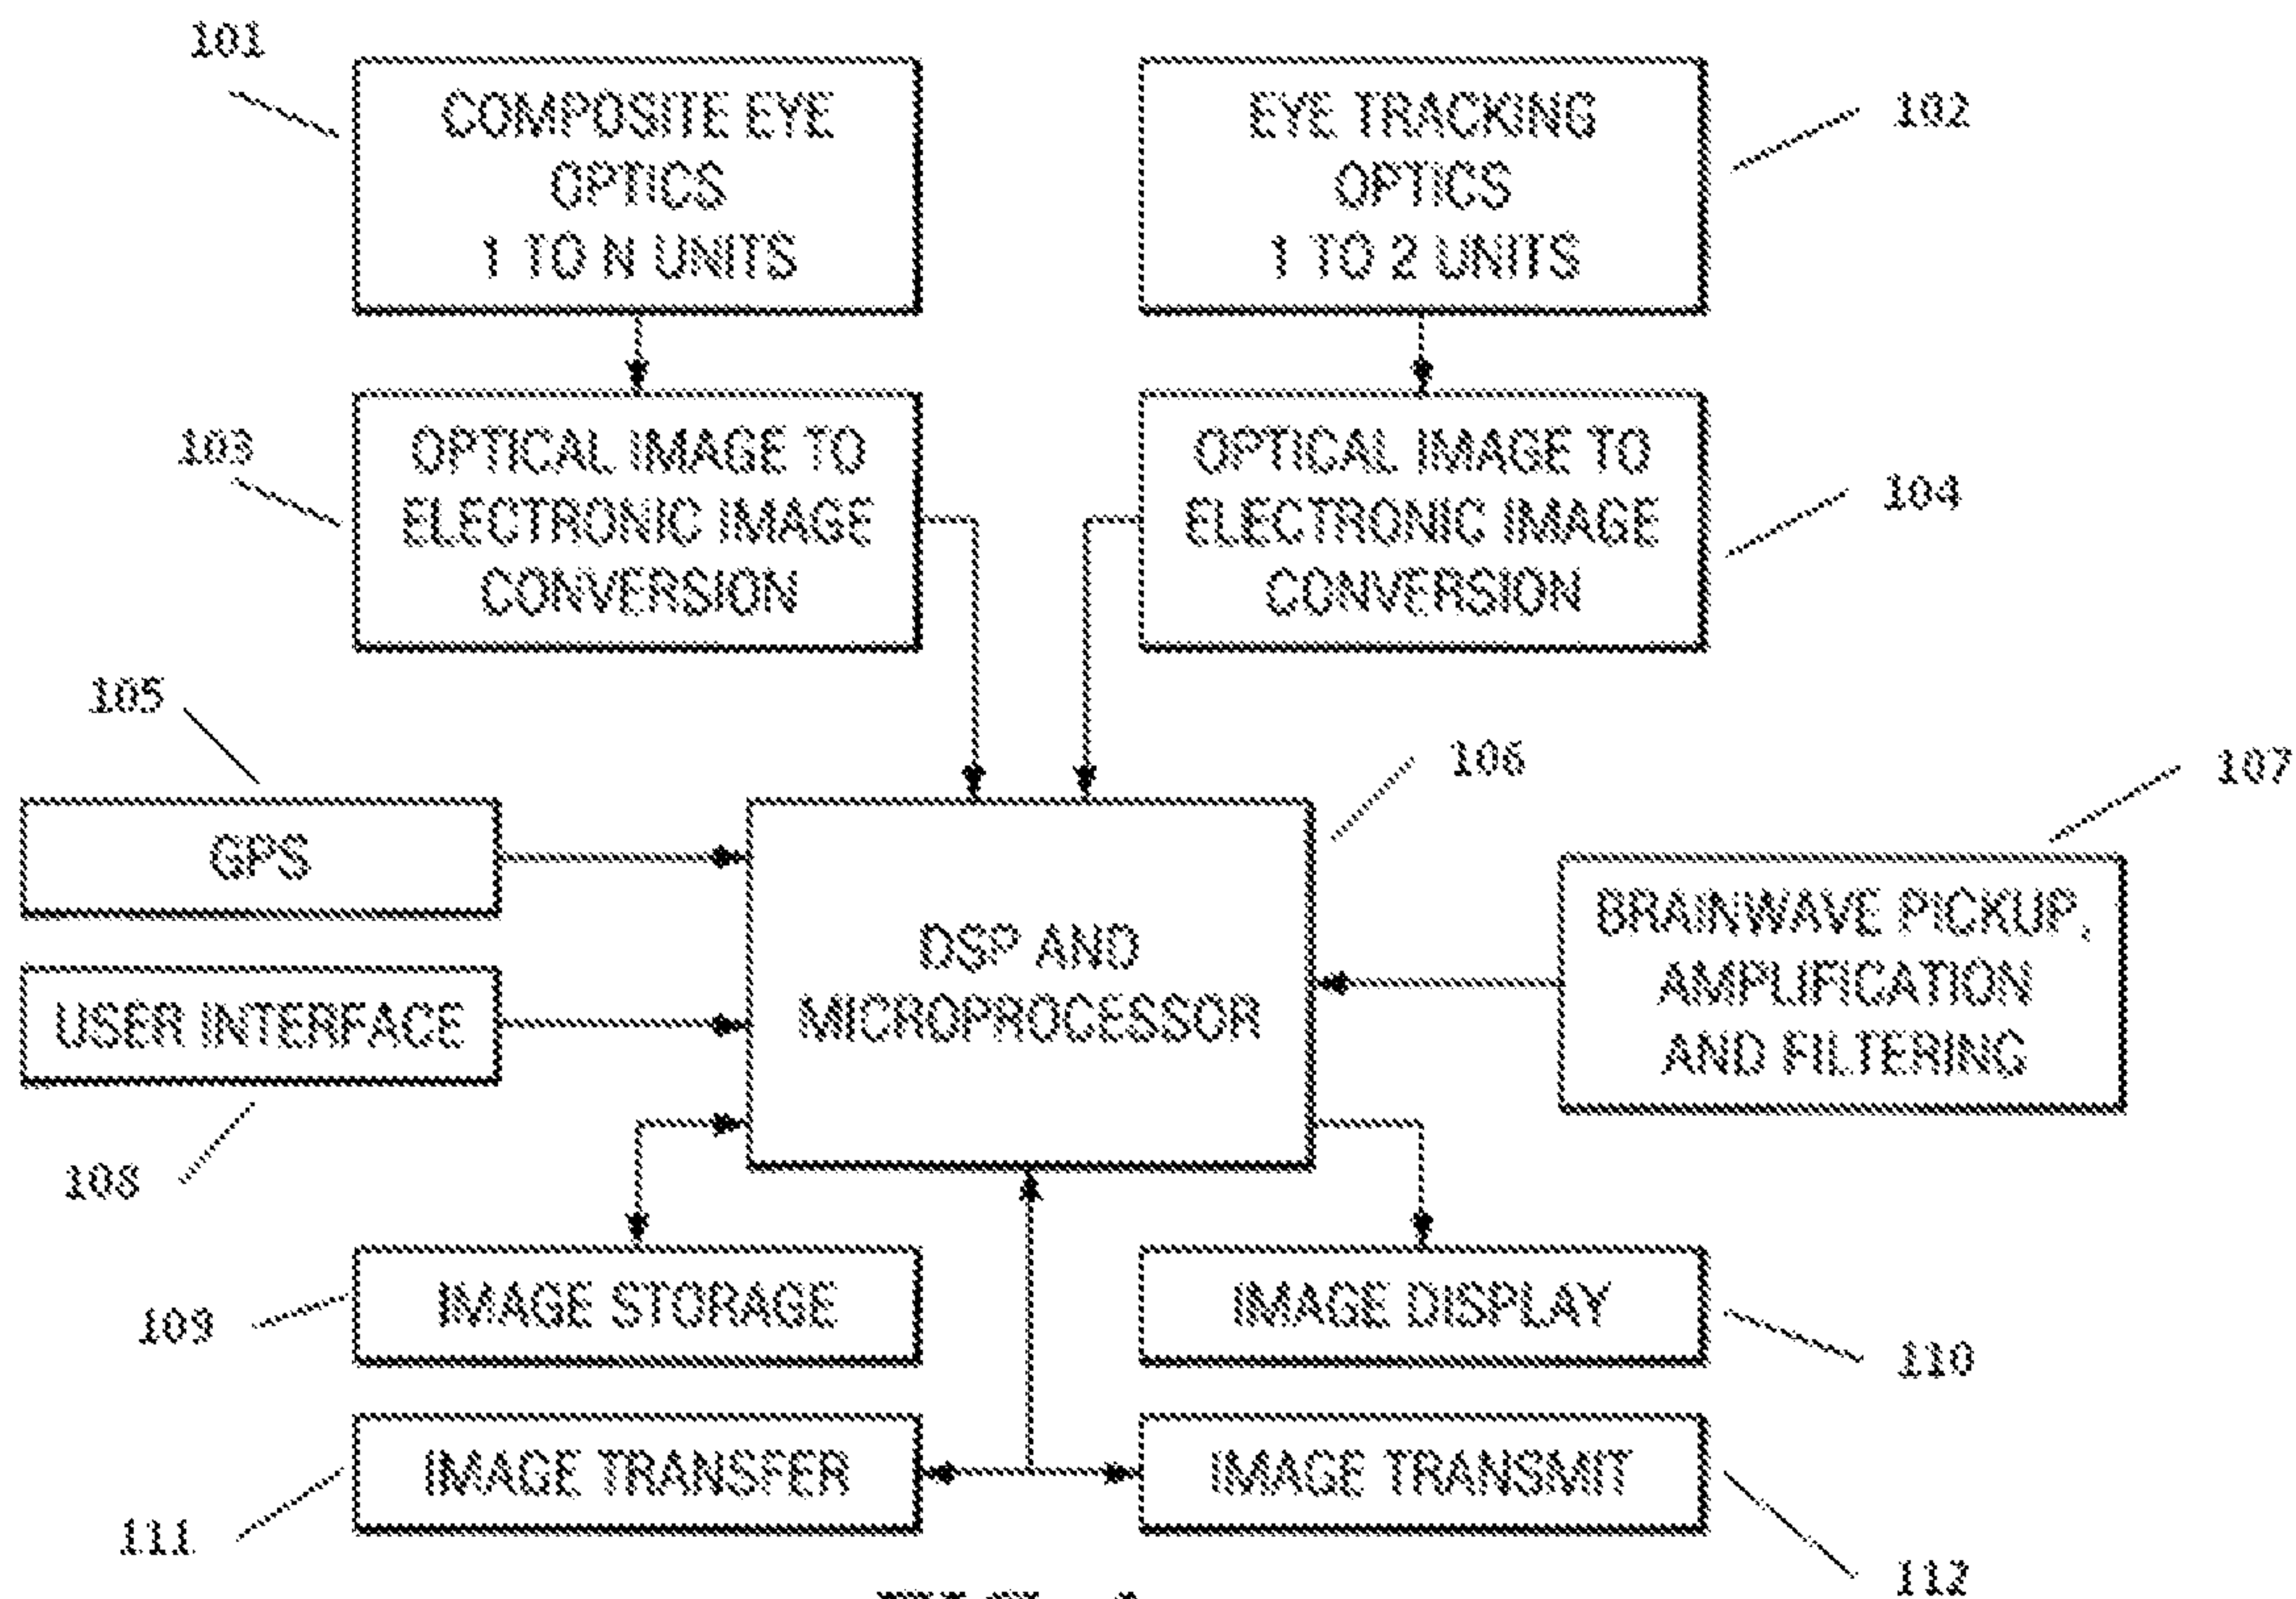 101
COMPOSITE EYE
OPTICS
1 TO N UNITS
EYE TRACKING
OPTICS
1 TO 2 UNITS
102
103
OPTICAL IMAGE TO
ELECTRONIC IMAGE
CONVERSION
OPTICAL IMAGE TO
ELECTRONIC IMAGE
CONVERSION
104
105
GPS
106
107
DSP AND
MICROPROCESSOR
BRAINWAVE PICKUP,
AMPLIFICATION
AND FILTERING
USER INTERFACE
108
109
IMAGE STORAGE
IMAGE DISPLAY
110
111
IMAGE TRANSFER
IMAGE TRANSMIT
112